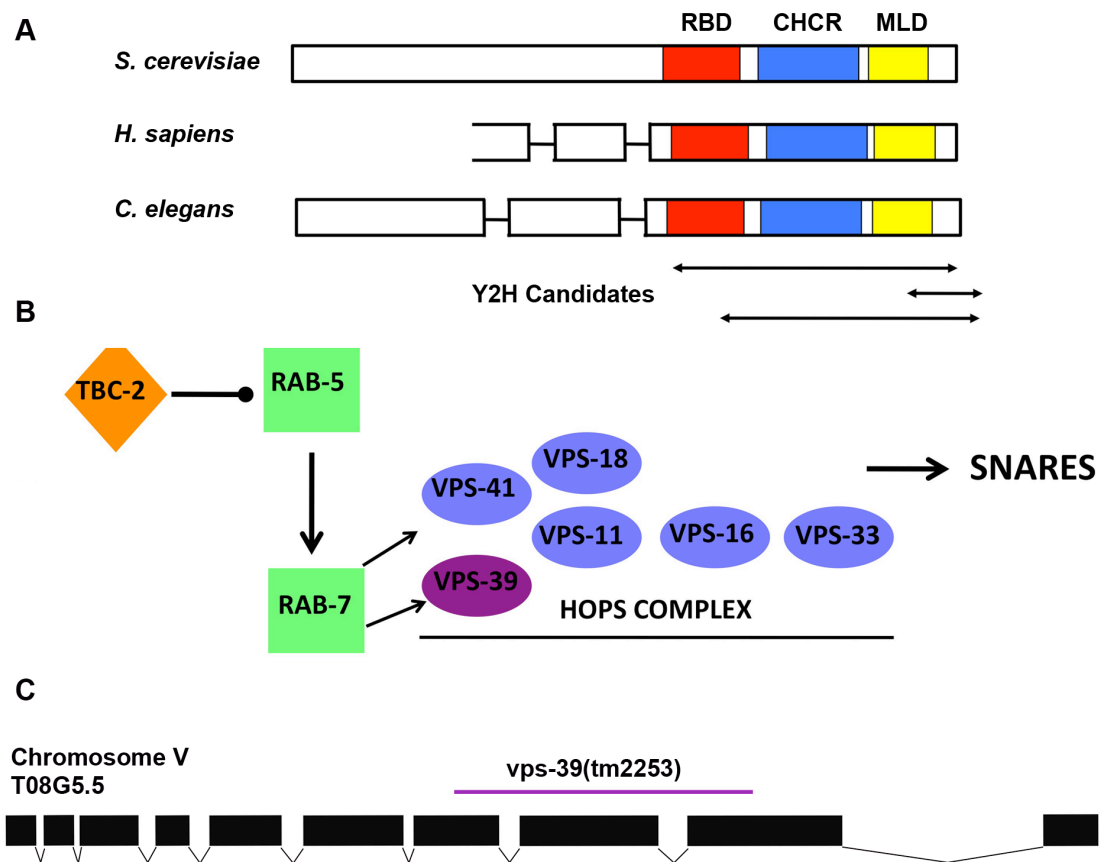 A
RBD CHCR MLD
S. cerevisiae
H. sapiens
C. elegans
Y2H Candidates
B
TBC-2
RAB-5
VPS-18
VPS-41
SNARES
VPS-11
VPS-16
VPS-33
VPS-39
RAB-7
HOPS COMPLEX
C
Chromosome V
T08G5.5
vps-39(tm2253)